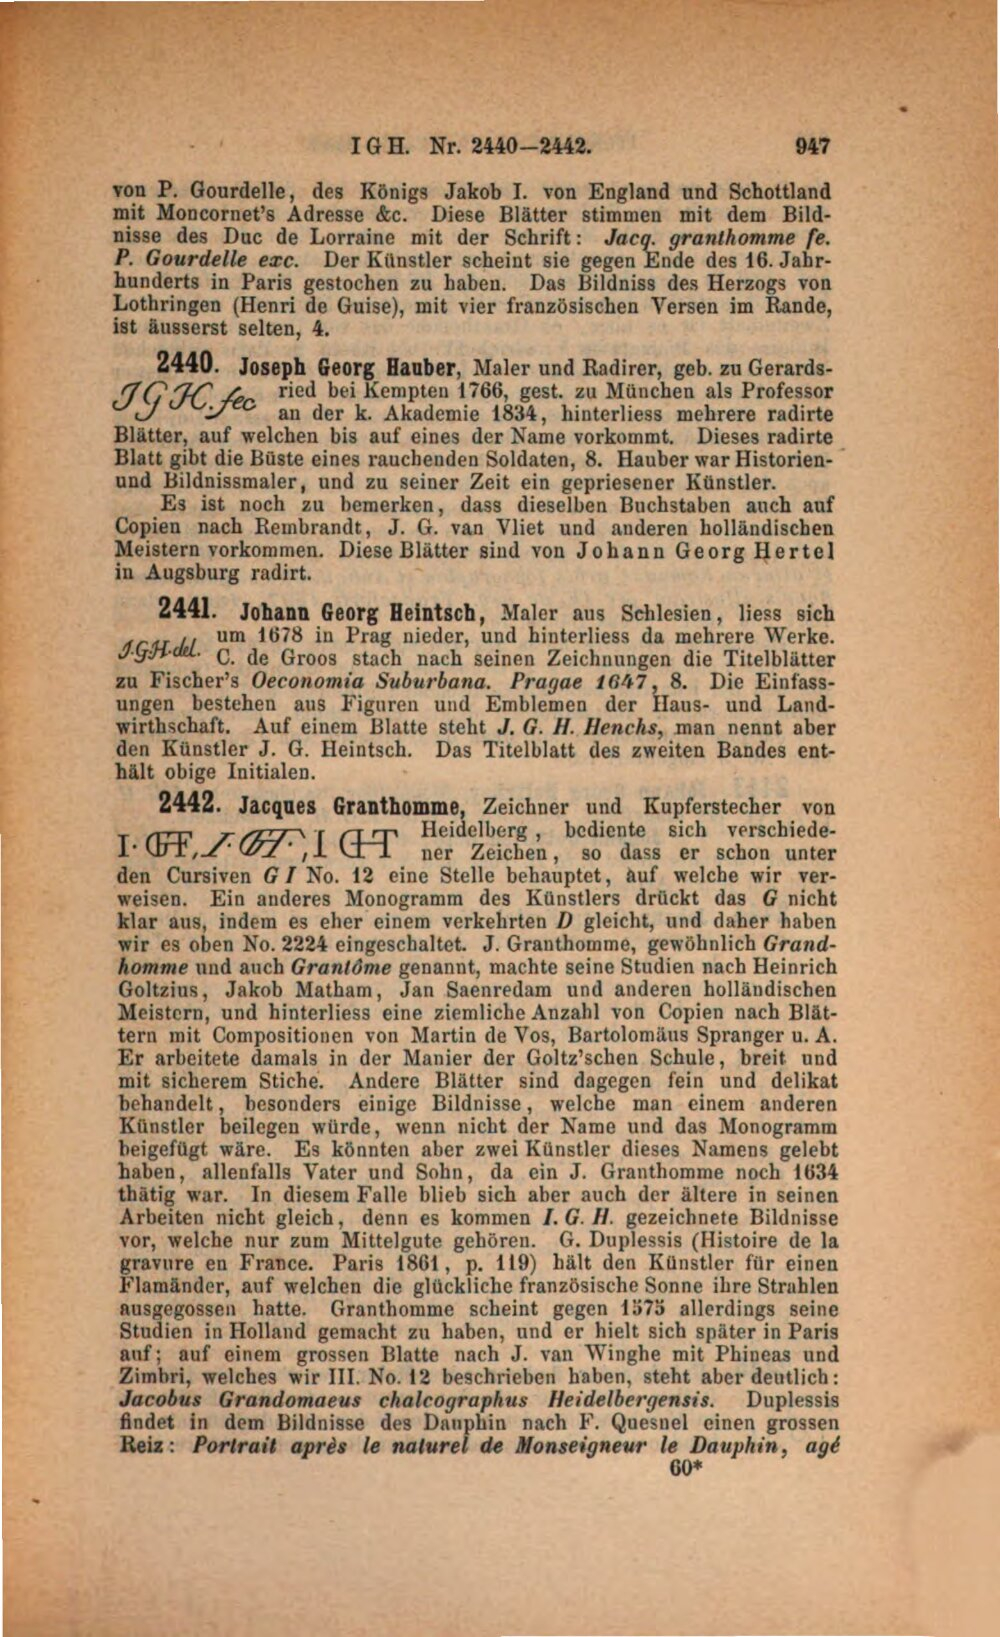 IGH. Nr. 2440—2442. 947
von P. Gourdelle, des Königs Jakob I. von England und Schottland
mit Moncornet's Adresse &c. Diese Blätter stimmen mit dem Bild-
nisse des Duc de Lorraine mit der Schrift: Jacq. granthomme fe.
P. Gourdelle exc. Der Künstler scheint sie gegen Ende des 16. Jahr-
hunderts in Paris gestochen zu haben. Das Bildniss des Herzogs von
Lothringen (Henri de Guise), mit vier französischen Versen im Rande,
ist äusserst selten, 4.
2440. Joseph Georg Hauber, Maler und Radirer, geb. zu Gerards-
JGH.fec ried bei Kempten 1766, gest. zu München als Professor
an der k. Akademie 1834, hinterliess mehrere radirte
Blätter, auf welchen bis auf eines der Name vorkommt. Dieses radirte
Blatt gibt die Büste eines rauchenden Soldaten, 8. Hauber war Historien-
und Bildnissmaler, und zu seiner Zeit ein gepriesener Künstler.
Es ist noch zu bemerken, dass dieselben Buchstaben auch auf
Copien nach Rembrandt, J. G. van Vliet und anderen holländischen
Meistern vorkommen. Diese Blätter sind von Johann Georg Hertel
in Augsburg radirt.
2441. Johann Georg Heintsch, Maler aus Schlesien, liess sich
J.G.H.del. um 1678 in Prag nieder, und hinterliess da mehrere Werke.
C. de Groos stach nach seinen Zeichnungen die Titelblätter
zu Fischer's Oeconomia Suburbana. Pragae 1647, 8. Die Einfass-
ungen bestehen aus Figuren und Emblemen der Haus- und Land-
wirthschaft. Auf einem Blatte steht J. G. H. Henchs, man nennt aber
den Künstler J. G. Heintsch. Das Titelblatt des zweiten Bandes ent-
hält obige Initialen.
2442. Jacques Granthomme, Zeichner und Kupferstecher von
I·GH, I·GH·, I GH Heidelberg, bediente sich verschiede-
ner Zeichen, so dass er schon unter
den Cursiven G I No. 12 eine Stelle behauptet, auf welche wir ver-
weisen. Ein anderes Monogramm des Künstlers drückt das G nicht
klar aus, indem es eher einem verkehrten D gleicht, und daher haben
wir es oben No. 2224 eingeschaltet. J. Granthomme, gewöhnlich Grand-
homme und auch Grantôme genannt, machte seine Studien nach Heinrich
Goltzius, Jakob Matham, Jan Saenredam und anderen holländischen
Meistern, und hinterliess eine ziemliche Anzahl von Copien nach Blät-
tern mit Compositionen von Martin de Vos, Bartolomäus Spranger u. A.
Er arbeitete damals in der Manier der Goltz'schen Schule, breit und
mit sicherem Stiche. Andere Blätter sind dagegen fein und delikat
behandelt, besonders einige Bildnisse, welche man einem anderen
Künstler beilegen würde, wenn nicht der Name und das Monogramm
beigefügt wäre. Es könnten aber zwei Künstler dieses Namens gelebt
haben, allenfalls Vater und Sohn, da ein J. Granthomme noch 1634
thätig war. In diesem Falle blieb sich aber auch der ältere in seinen
Arbeiten nicht gleich, denn es kommen I. G. H. gezeichnete Bildnisse
vor, welche nur zum Mittelgute gehören. G. Duplessis (Histoire de la
gravure en France. Paris 1861, p. 119) hält den Künstler für einen
Flamänder, auf welchen die glückliche französische Sonne ihre Strahlen
ausgegossen hatte. Granthomme scheint gegen 1575 allerdings seine
Studien in Holland gemacht zu haben, und er hielt sich später in Paris
auf; auf einem grossen Blatte nach J. van Winghe mit Phineas und
Zimbri, welches wir III. No. 12 beschrieben haben, steht aber deutlich:
Jacobus Grandomaeus chalcographus Heidelbergensis. Duplessis
findet in dem Bildnisse des Dauphin nach F. Quesnel einen grossen
Reiz: Portrait après le naturel de Monseigneur le Dauphin, agé
60*